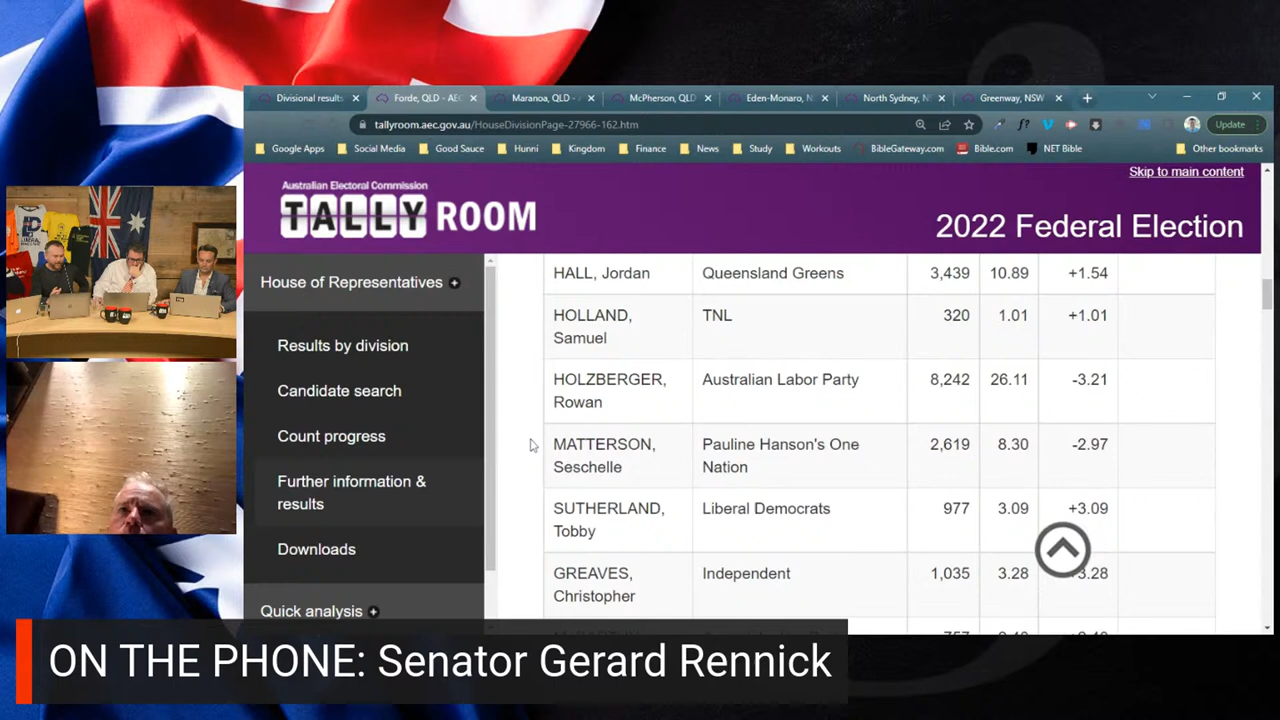 Divisional results
Forde, QLD - AEC
Maranoa, QLD - A
McPherson, QLD
Eden-Monaro, N
North Sydney, NS
Greenway, NSW
tallyroom.aec.gov.au/HouseDivisionPage-27966-162.htm
f?
Update
Google Apps
Social Media
Good Sauce
Hunni
Kingdom
Finance
News
Study
Workouts
BibleGateway.com
Bible.com
NET Bible
Other bookmarks
Skip to main content
Australian Electoral Commission
TALLY ROOM
2022 Federal Election
House of Representatives
Results by division
Candidate search
Count progress
Further information &
results
Downloads
Quick analysis
HALL, Jordan Queensland Greens 3,439 10.89 +1.54
HOLLAND, TNL 320 1.01 +1.01
Samuel
HOLZBERGER, Australian Labor Party 8,242 26.11 -3.21
Rowan
MATTERSON, Pauline Hanson's One 2,619 8.30 -2.97
Seschelle Nation
SUTHERLAND, Liberal Democrats 977 3.09 +3.09
Tobby
GREAVES, Independent 1,035 3.28 +3.28
Christopher
ON THE PHONE: Senator Gerard Rennick